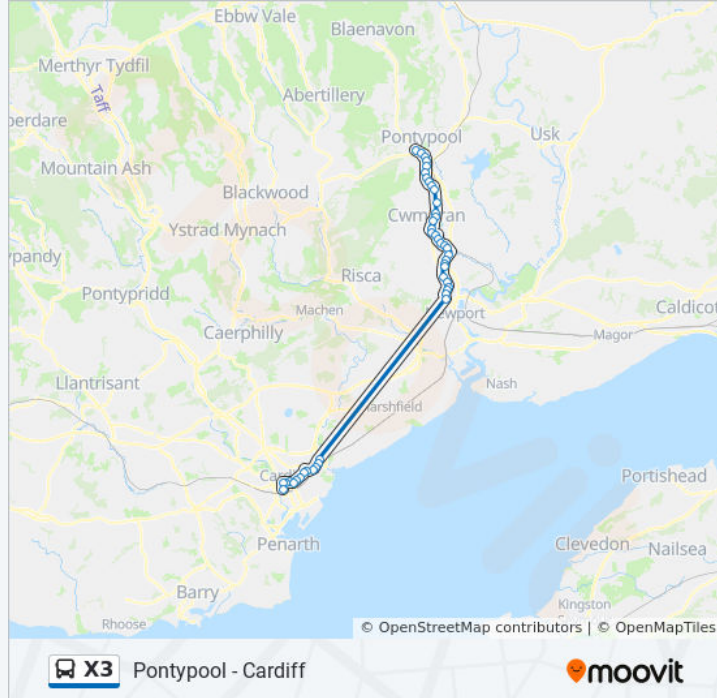 Ebbw Vale
Blaenavon
Merthyr Tydfil
Taff
Abertillery
berdare
Pontypool
Usk
Mountain Ash
Blackwood
Cwmbran
Ystrad Mynach
ypandy
Risca
Pontypridd
Machen
ewport
Caldicot
Caerphilly
Magor
Llantrisant
Nash
arshfield
Cardiff
Portishead
Penarth
Clevedon
Nailsea
Barry
Kingston
Rhoose
© OpenStreetMap contributors | © OpenMapTiles
X3 Pontypool - Cardiff moovit